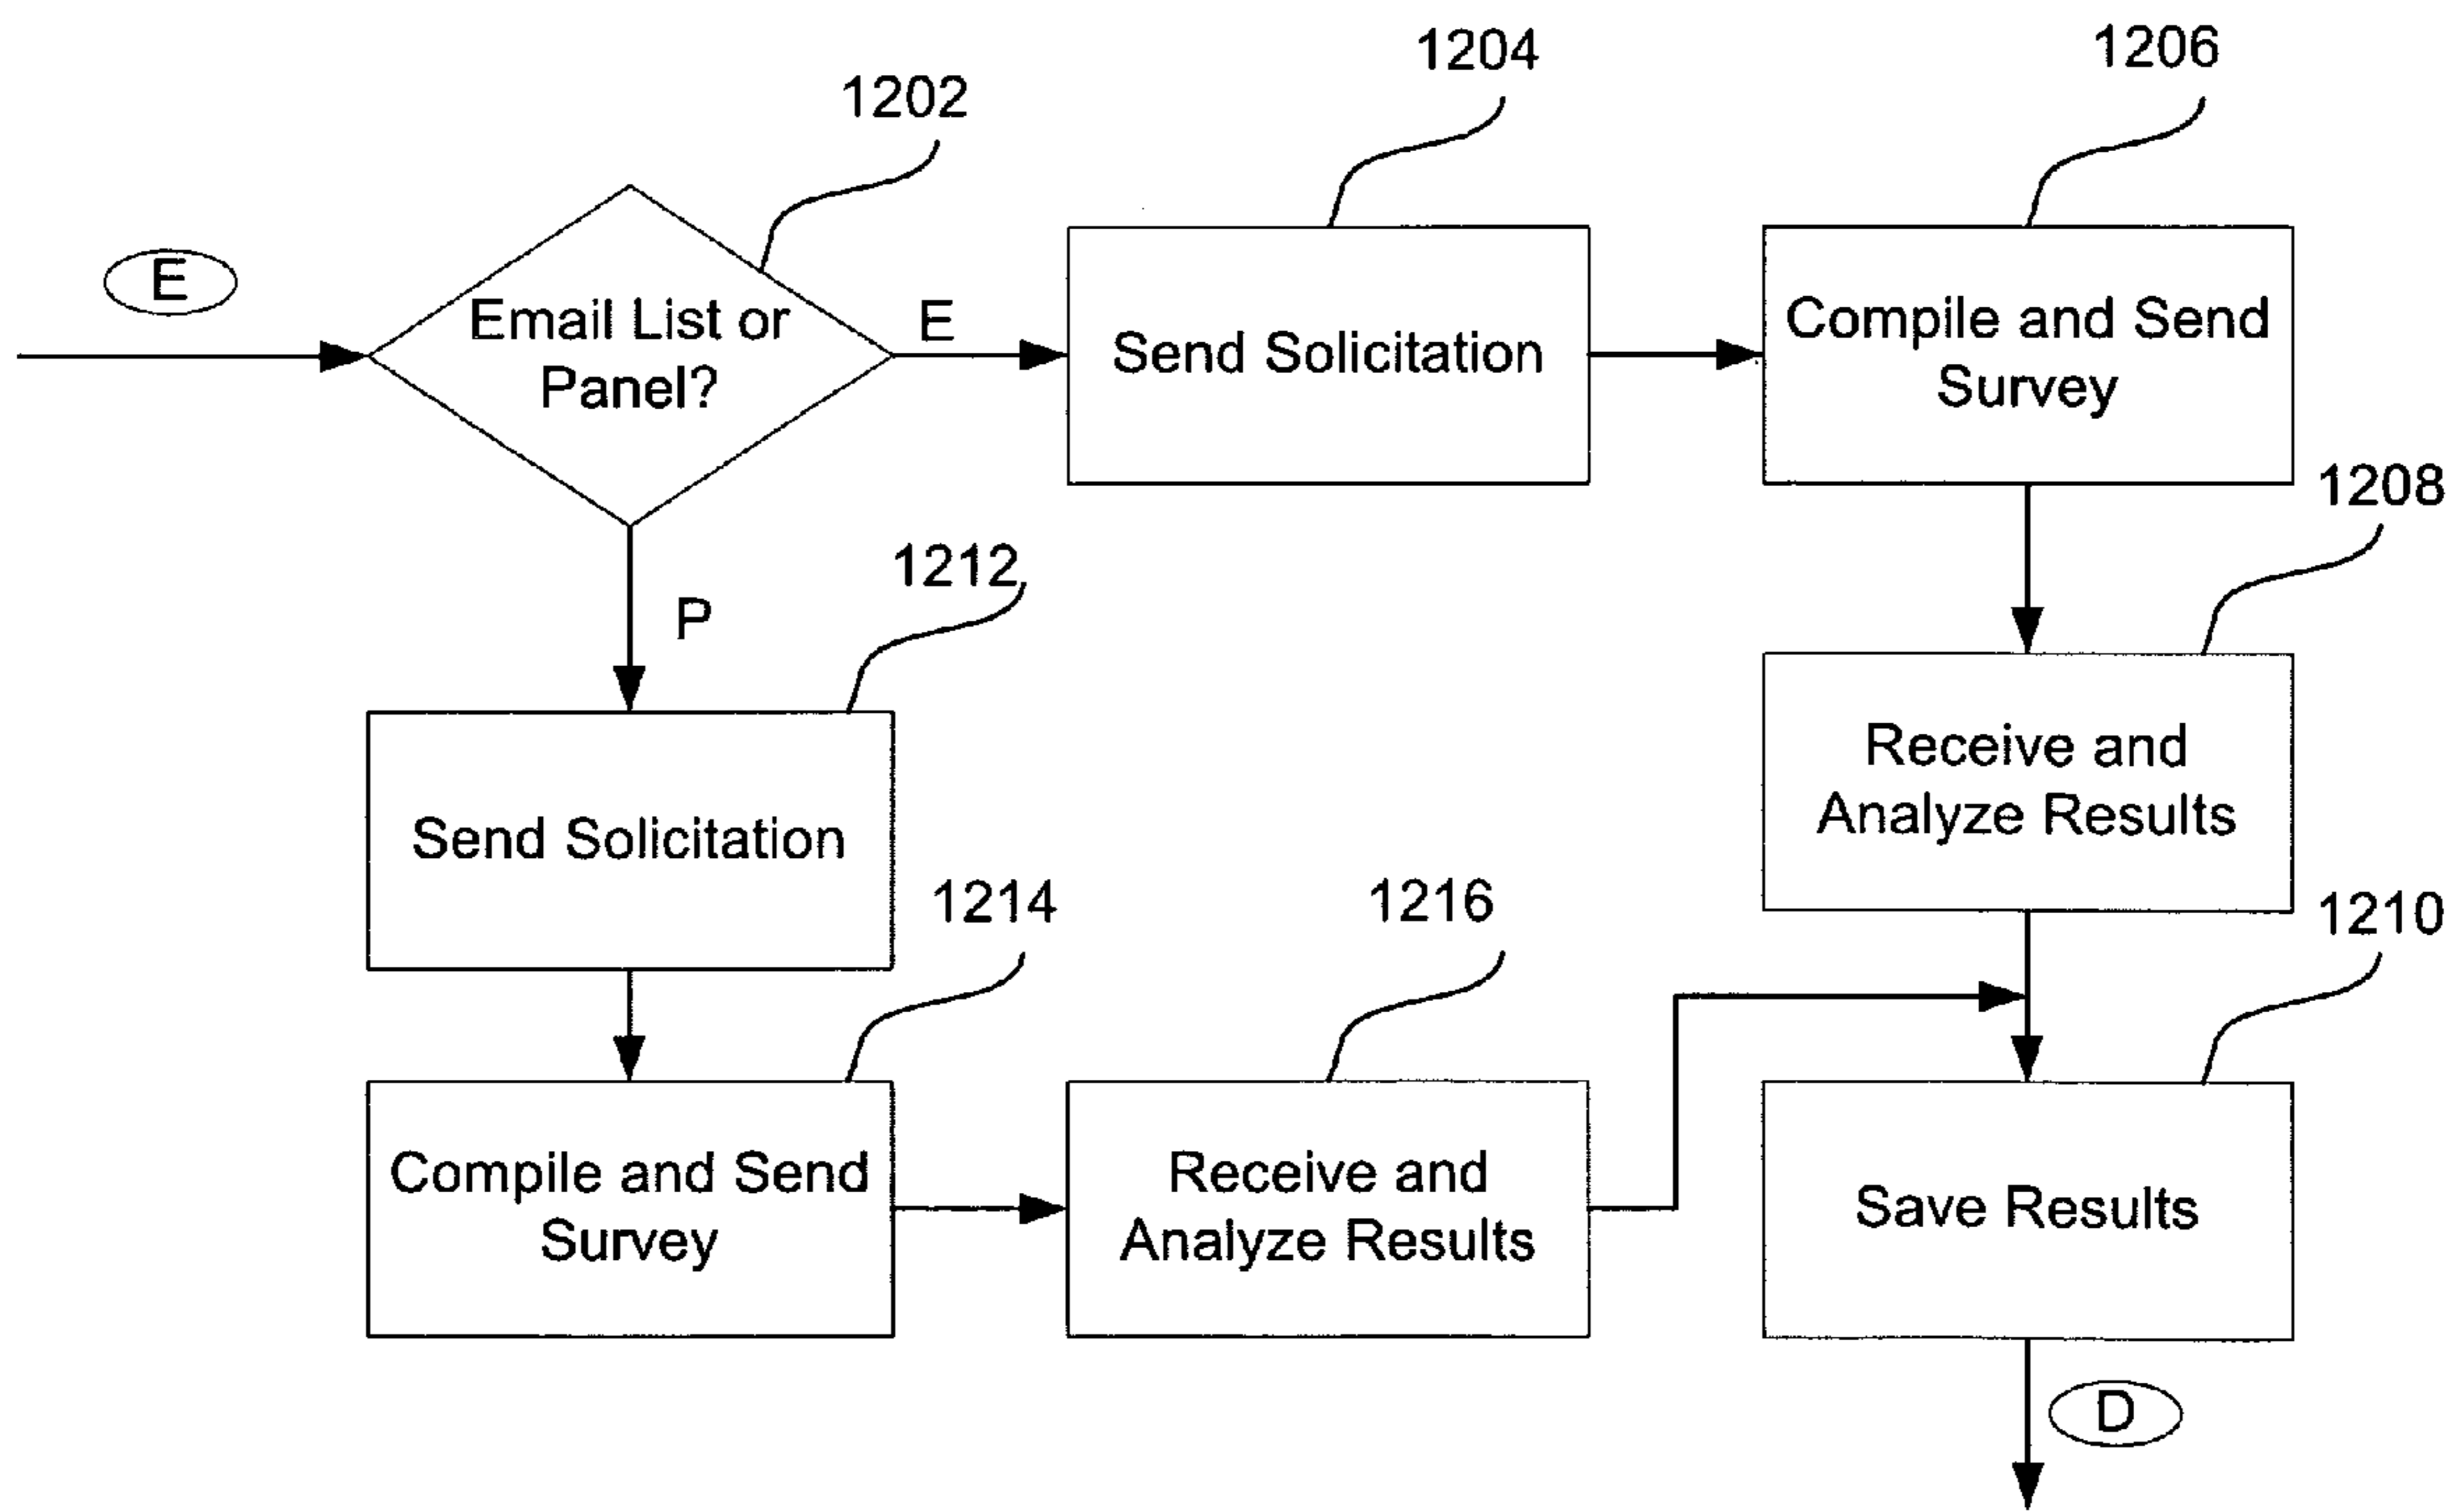 1204
1206
1202
E
Email List or
Panel?
E
Send Solicitation
Compile and Send
Survey
1208
1212
P
Receive and
Analyze Results
Send Solicitation
1214
1216
1210
Compile and Send
Survey
Receive and
Analyze Results
Save Results
D